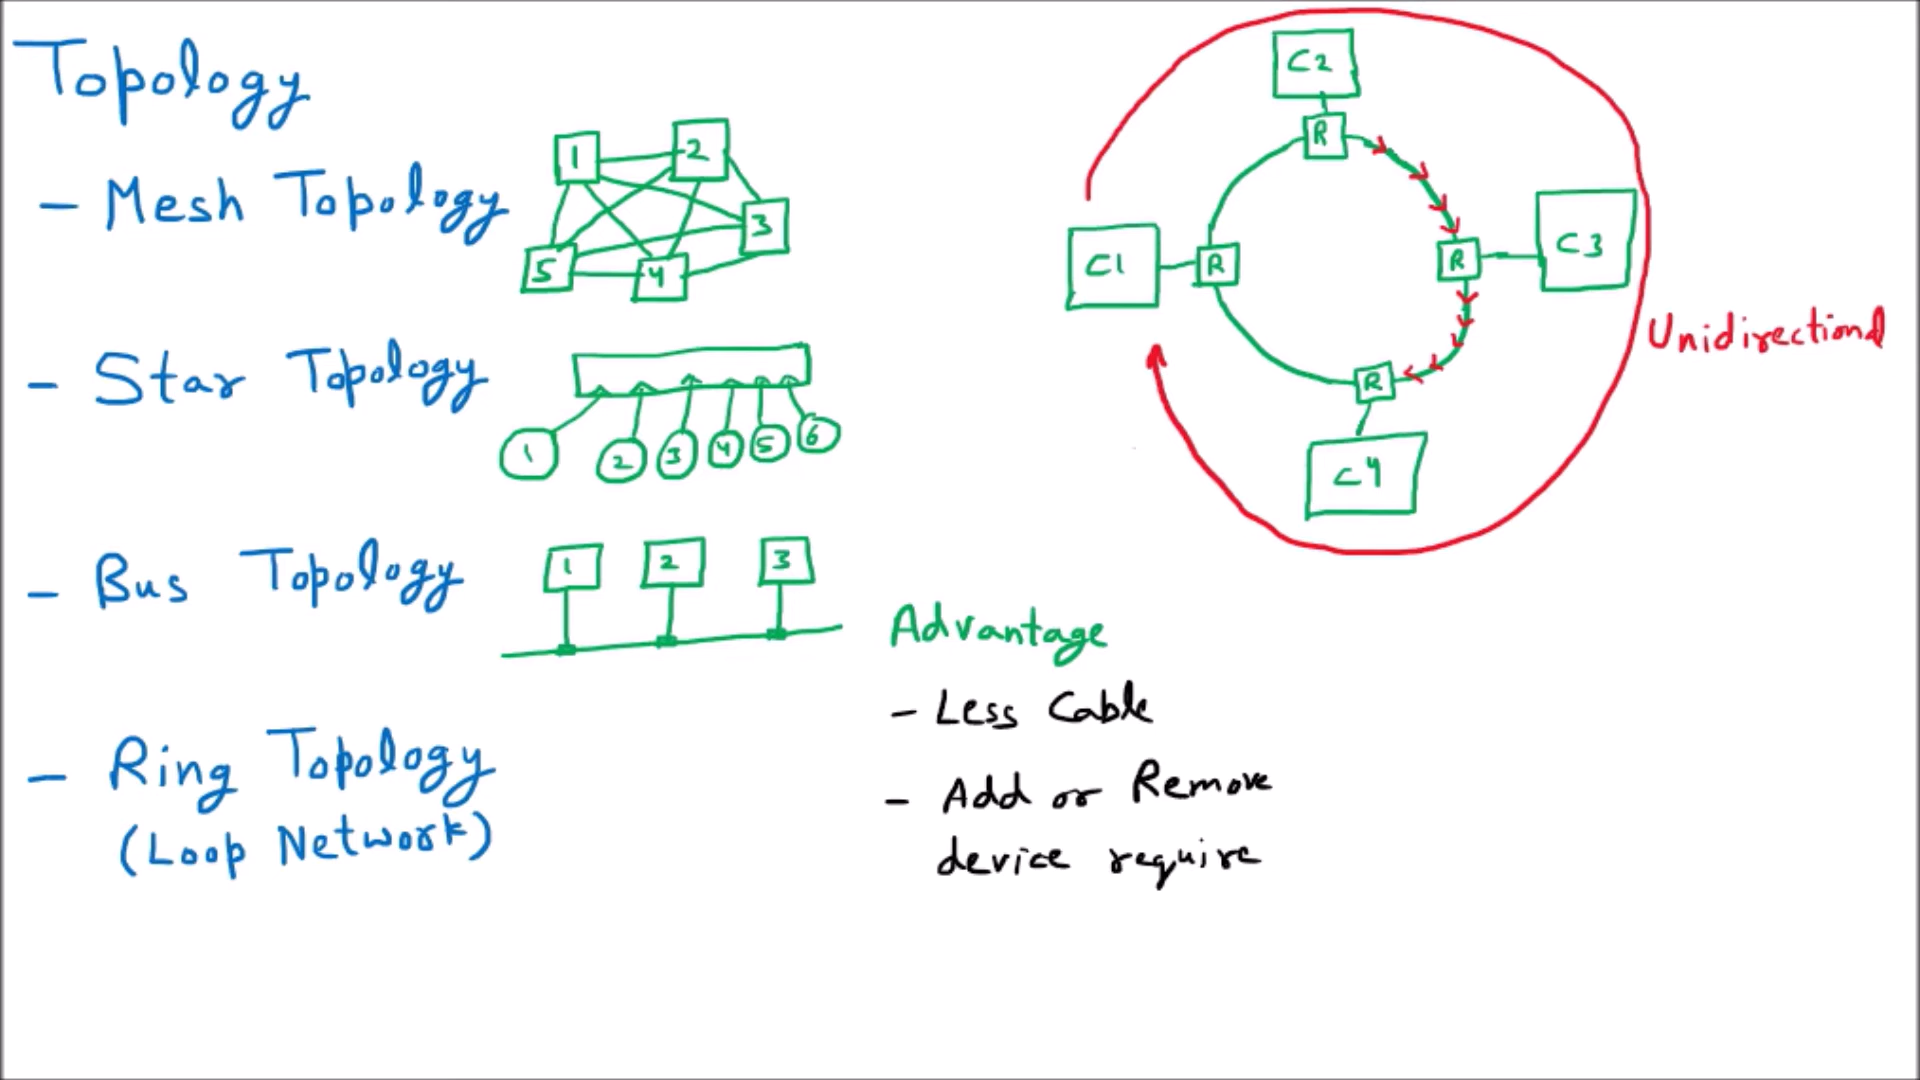 Topology
- Mesh Topology
1
2
3
5
4
- Star Topology
1
2
3
4
5
6
- Bus Topology
1
2
3
- Ring Topology
(Loop Network)
C2
R
C1
R
R
C3
R
C4
Unidirectional
Advantage
- Less Cable
- Add or Remove
device require